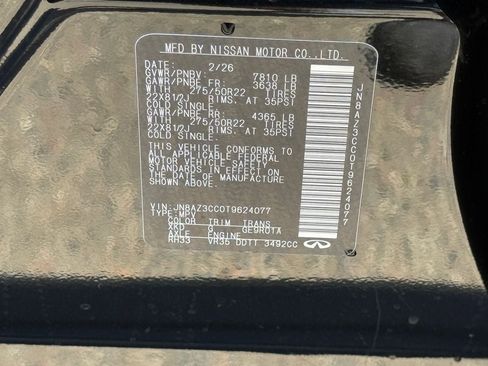 MFD BY NISSAN MOTOR CO.,LTD.
DATE: 2/26
GVWR/PNBV: 7810 LB
GAWR/PNBE FR: 3638 LB
WITH 275/50R22 TIRES
22X8 1/2J RIMS, AT 35PSI
COLD SINGLE
GAWR/PNBE RR: 4365 LB
WITH 275/50R22 TIRES
22X8 1/2J RIMS, AT 35PSI
COLD SINGLE
THIS VEHICLE CONFORMS TO
ALL APPLICABLE FEDERAL
MOTOR VEHICLE SAFETY
STANDARDS IN EFFECT ON
THE DATE OF MANUFACTURE
SHOWN ABOVE.
VIN: JN8AZ3CC0T9624077
TYPE: MPV
COLOR TRIM TRANS
XKD G GE9R01A
AXLE ENGINE
RH33 VR35 DDTT 3492CC
INFINITI
JN8AZ3CC0T9624077